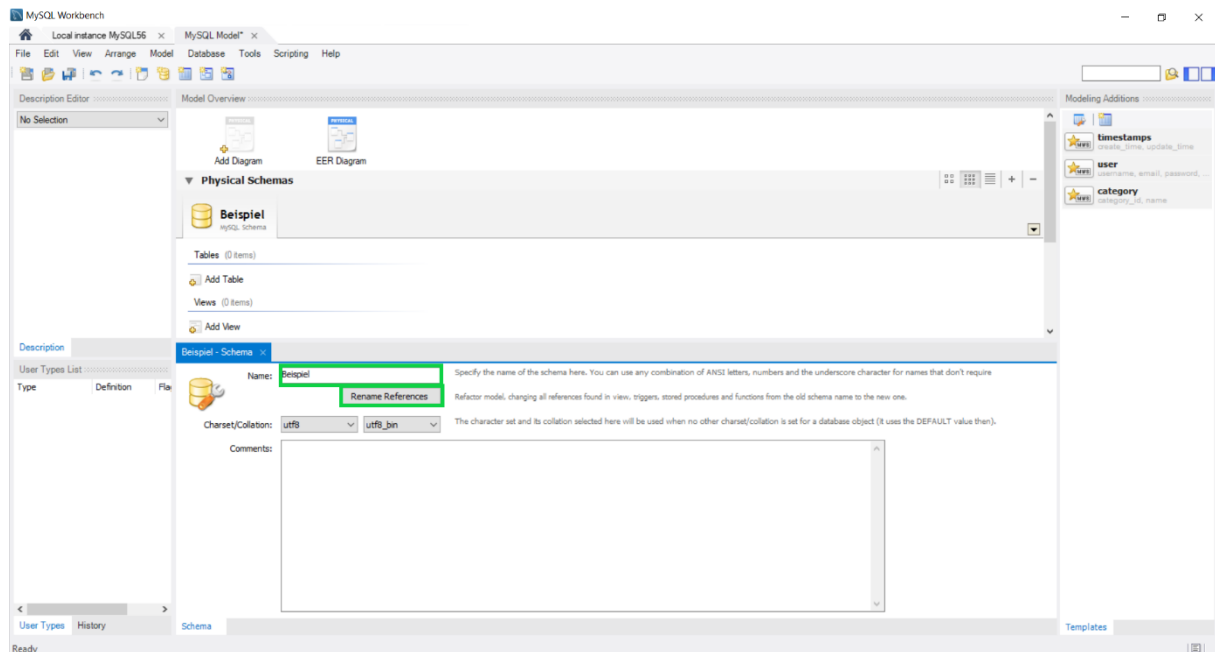 MySQL Workbench
Local instance MySQL56 × MySQL Model* ×
File Edit View Arrange Model Database Tools Scripting Help
Description Editor
No Selection
Model Overview
Add Diagram
EER Diagram
Physical Schemas
Beispiel
MySQL Schema
Tables (0 items)
Add Table
Views (0 items)
Add View
Modeling Additions
timestamps
create_time, update_time
user
username, email, password, ...
category
category_id, name
Description
User Types List
Type Definition Fla
User Types History
Beispiel - Schema ×
Name: Beispiel
Specify the name of the schema here. You can use any combination of ANSI letters, numbers and the underscore character for names that don't require
Rename References
Refactor model, changing all references found in view, triggers, stored procedures and functions from the old schema name to the new one.
Charset/Collation: utf8 utf8_bin
The character set and its collation selected here will be used when no other charset/collation is set for a database object (it uses the DEFAULT value then).
Comments:
Schema
Templates
Ready